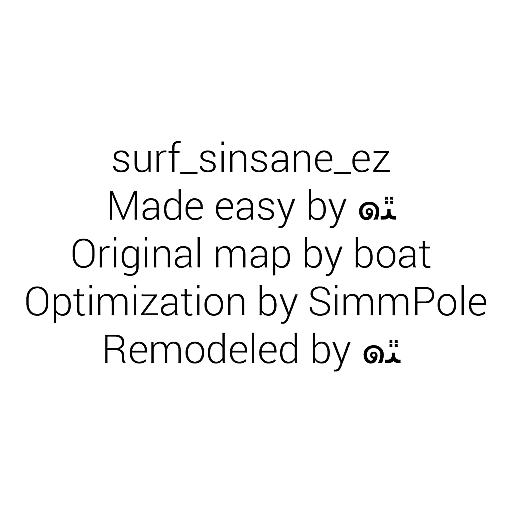 surf_sinsane_ez
Made easy by
Original map by boat
Optimization by SimmPole
Remodeled by